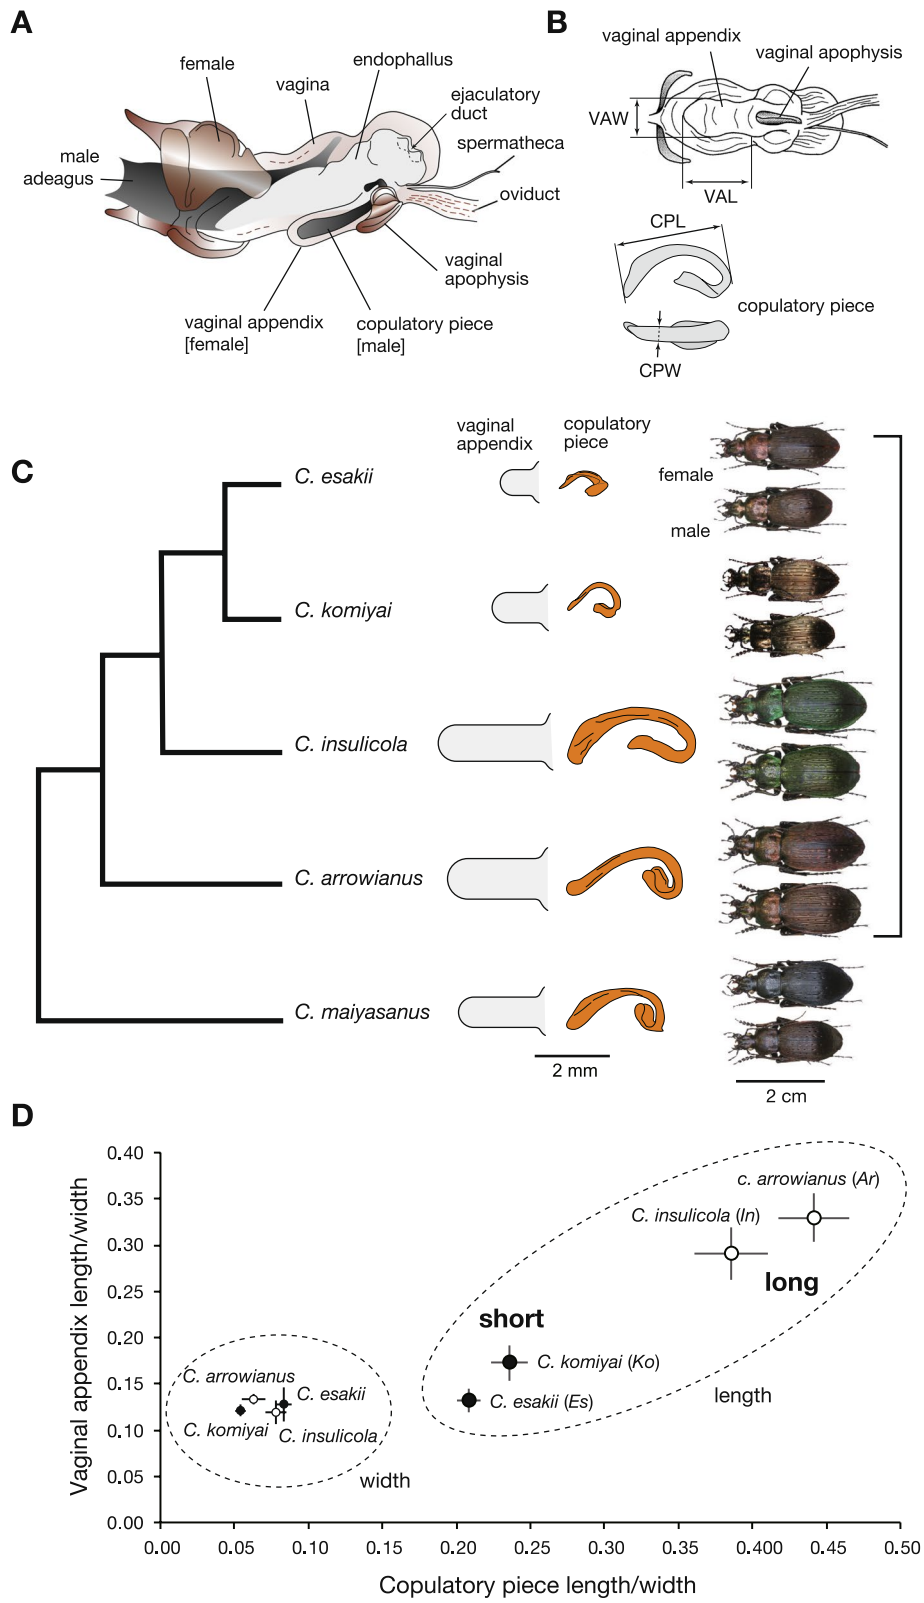 A
female
vagina
endophallus
ejaculatory
duct
spermatheca
male
adeagus
oviduct
vaginal
apophysis
vaginal appendix
[female]
copulatory piece
[male]
B
vaginal appendix
vaginal apophysis
VAW
VAL
CPL
copulatory piece
CPW
C
vaginal
appendix
copulatory
piece
female
male
C. esakii
C. komiyai
C. insulicola
C. arrowianus
C. maiyasanus
2 mm
2 cm
D
Vaginal appendix length/width
0.40
0.35
0.30
0.25
0.20
0.15
0.10
0.05
0.00
c. arrowianus (Ar)
C. insulicola (In)
long
short
C. komiyai (Ko)
C. esakii (Es)
length
C. arrowianus
C. esakii
C. komiyai
C. insulicola
width
0.00 0.05 0.10 0.15 0.20 0.25 0.30 0.35 0.40 0.45 0.50
Copulatory piece length/width